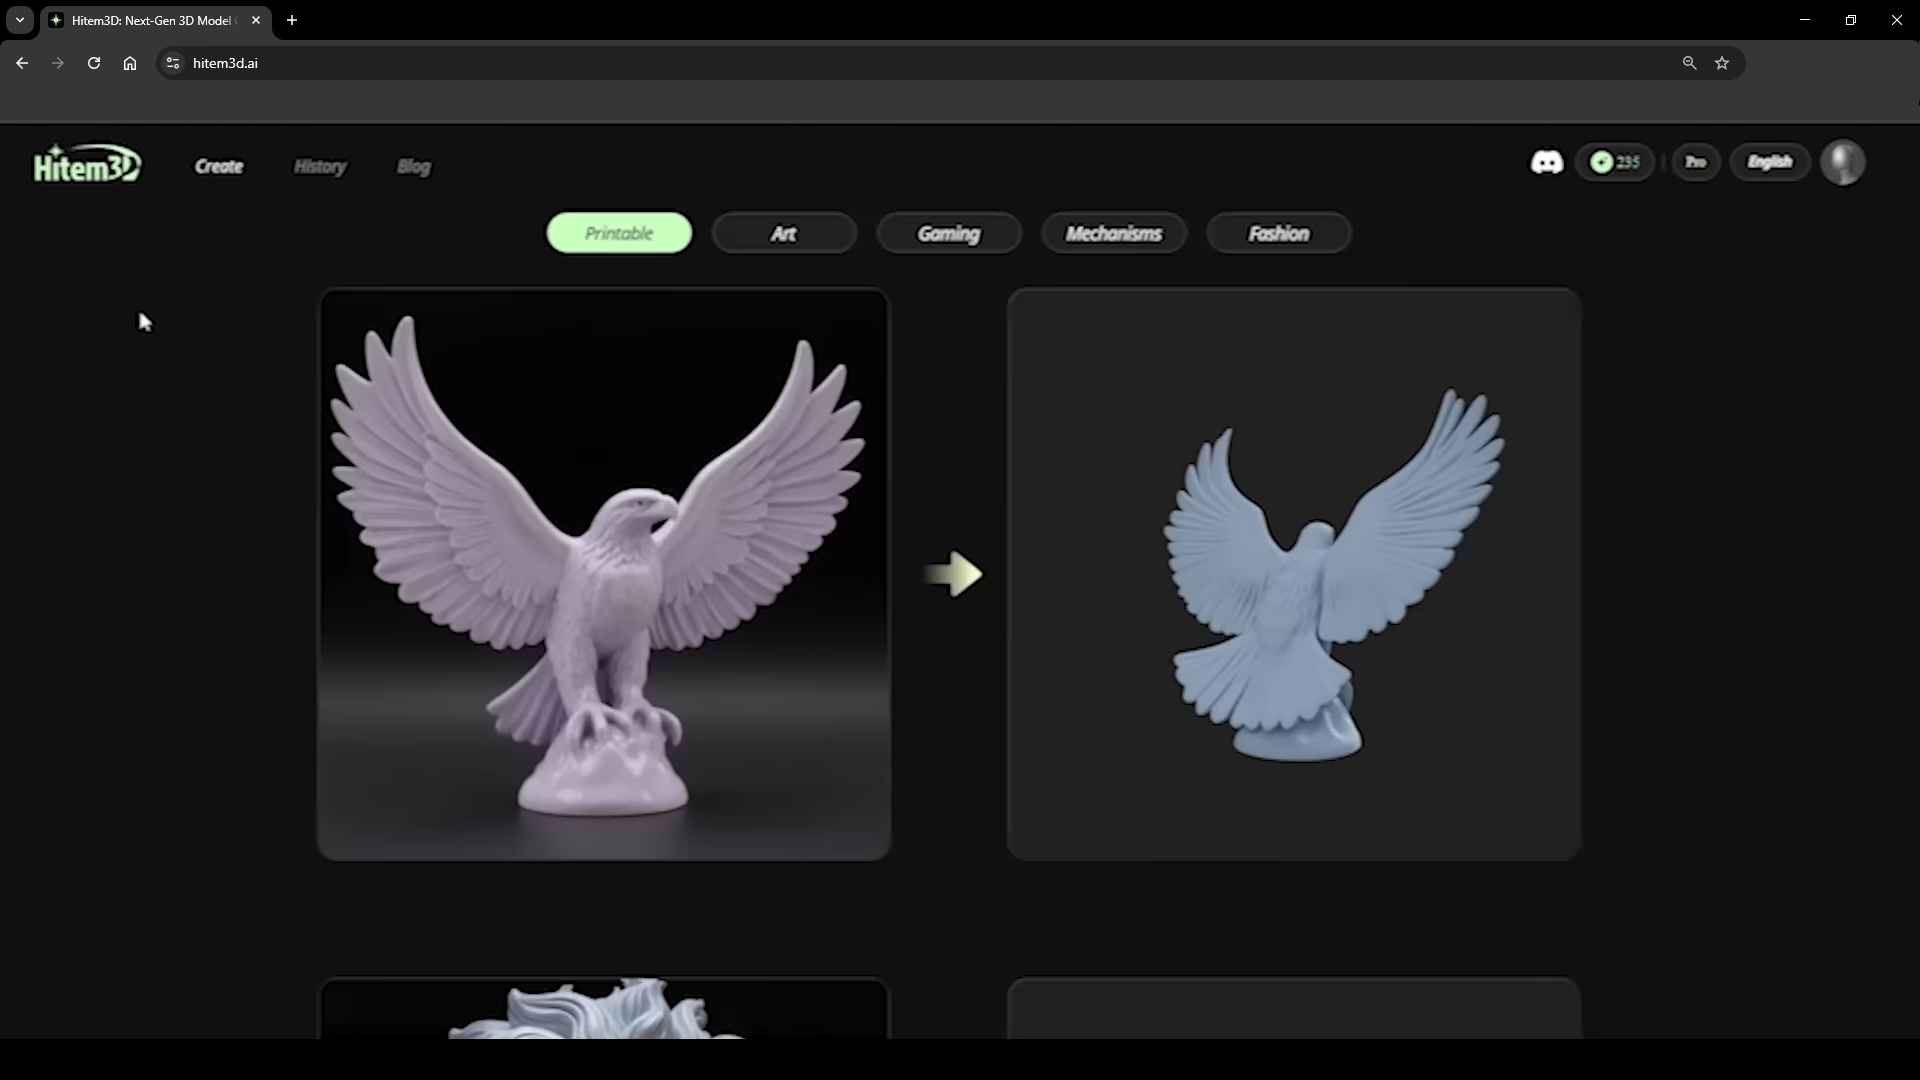 Hitem3D: Next-Gen 3D Model
hitem3d.ai
Hitem3D
Create
History
Blog
235
Pro
English
Printable
Art
Gaming
Mechanisms
Fashion